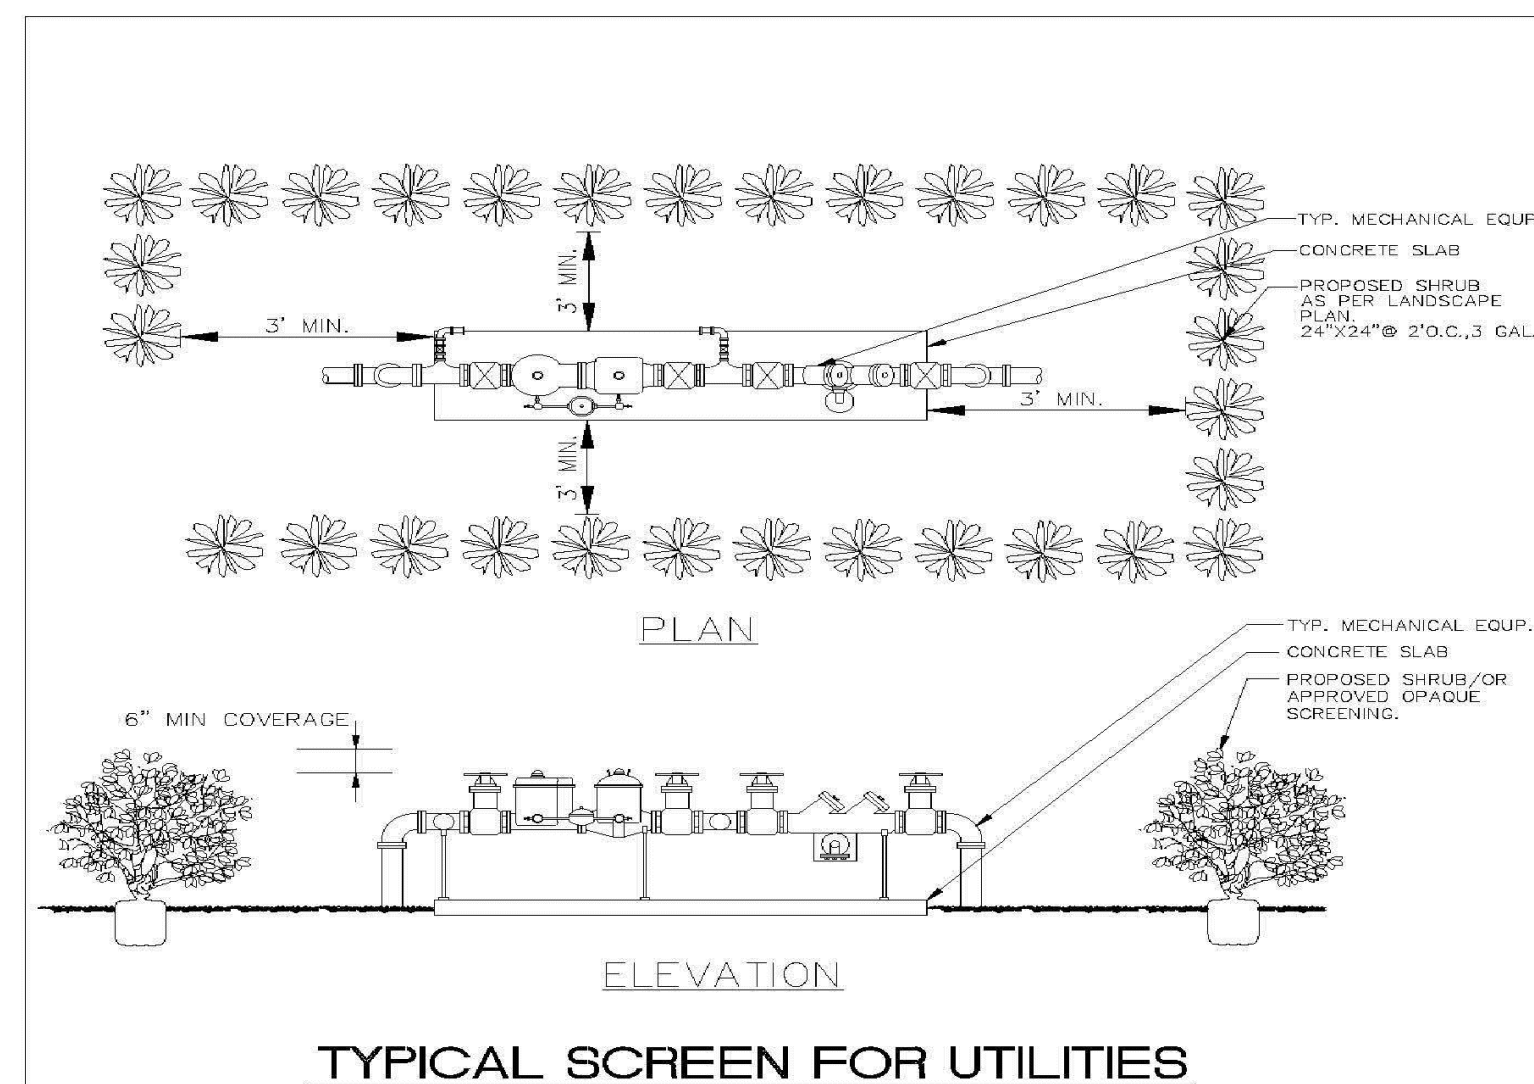 TYP. MECHANICAL EQUP
CONCRETE SLAB
PROPOSED SHRUB
AS PER LANDSCAPE
PLAN.
24"X24"@ 2'O.C.,3 GAL.
3' MIN.
3' MIN.
3' MIN.
3' MIN.
PLAN
TYP. MECHANICAL EQUP.
CONCRETE SLAB
PROPOSED SHRUB/OR
APPROVED OPAQUE
SCREENING.
6" MIN COVERAGE
ELEVATION
TYPICAL SCREEN FOR UTILITIES